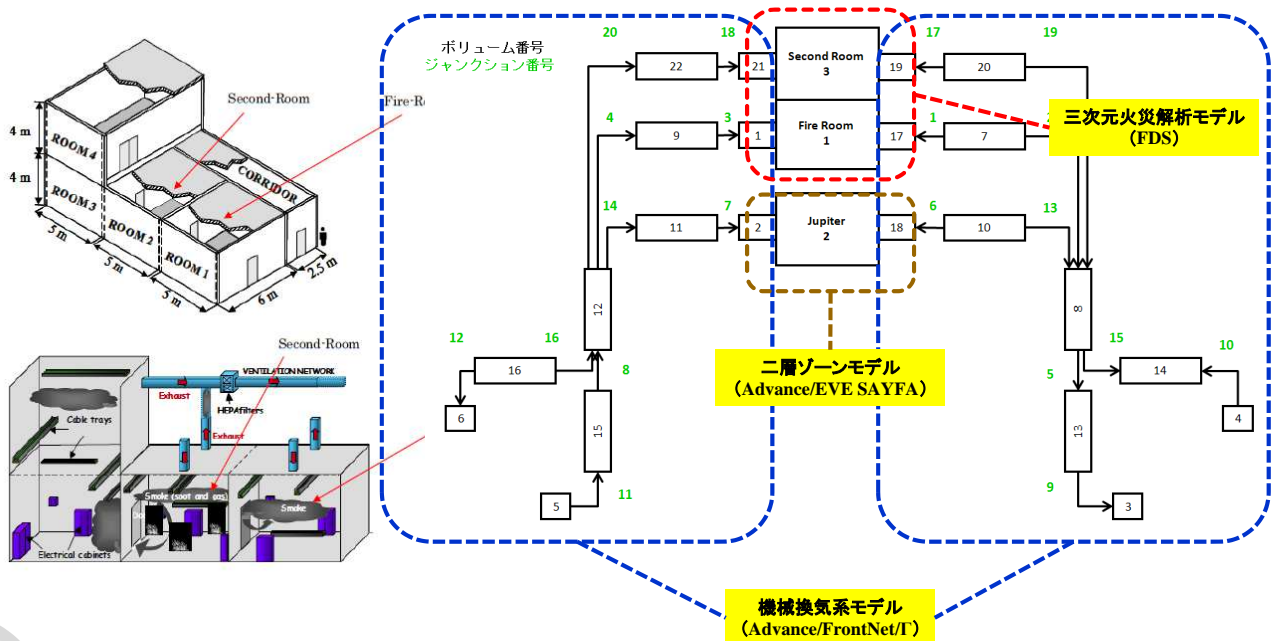 Second-Room
Fire-R
4 m
4 m
ROOM 4
ROOM 3
ROOM 2
ROOM 1
CORRIDOR
5 m
5 m
5 m
6 m
2.5 m
Second-Room
VENTILATION NETWORK
Exhaust
HEPAfilters
Exhaust
Cable trays
Smoke (soot and gas)
Smoke
Electrical cabinets
ボリューム番号
ジャンクション番号
20
18
17
19
22
21
Second Room
3
19
20
4
3
1
9
1
Fire Room
1
17
7
14
7
6
13
11
2
Jupiter
2
18
10
12
8
12
16
15
10
16
8
5
14
6
15
13
4
5
11
9
3
三次元火災解析モデル
（FDS）
二層ゾーンモデル
（Advance/EVE SAYFA）
機械換気系モデル
（Advance/FrontNet/Γ）